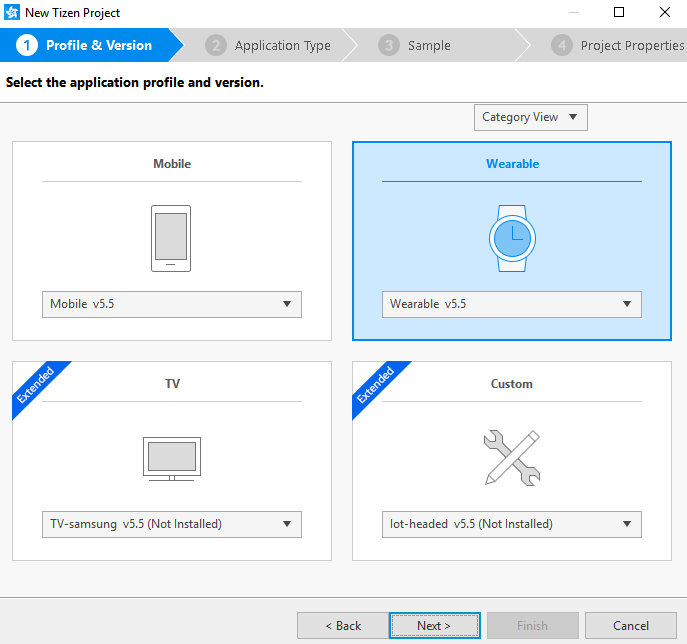 New Tizen Project
1 Profile & Version 2 Application Type 3 Sample 4 Project Properties
Select the application profile and version.
Category View
Mobile
Mobile v5.5
Wearable
Wearable v5.5
Extended
TV
TV-samsung v5.5 (Not Installed)
Extended
Custom
Iot-headed v5.5 (Not Installed)
< Back Next > Finish Cancel